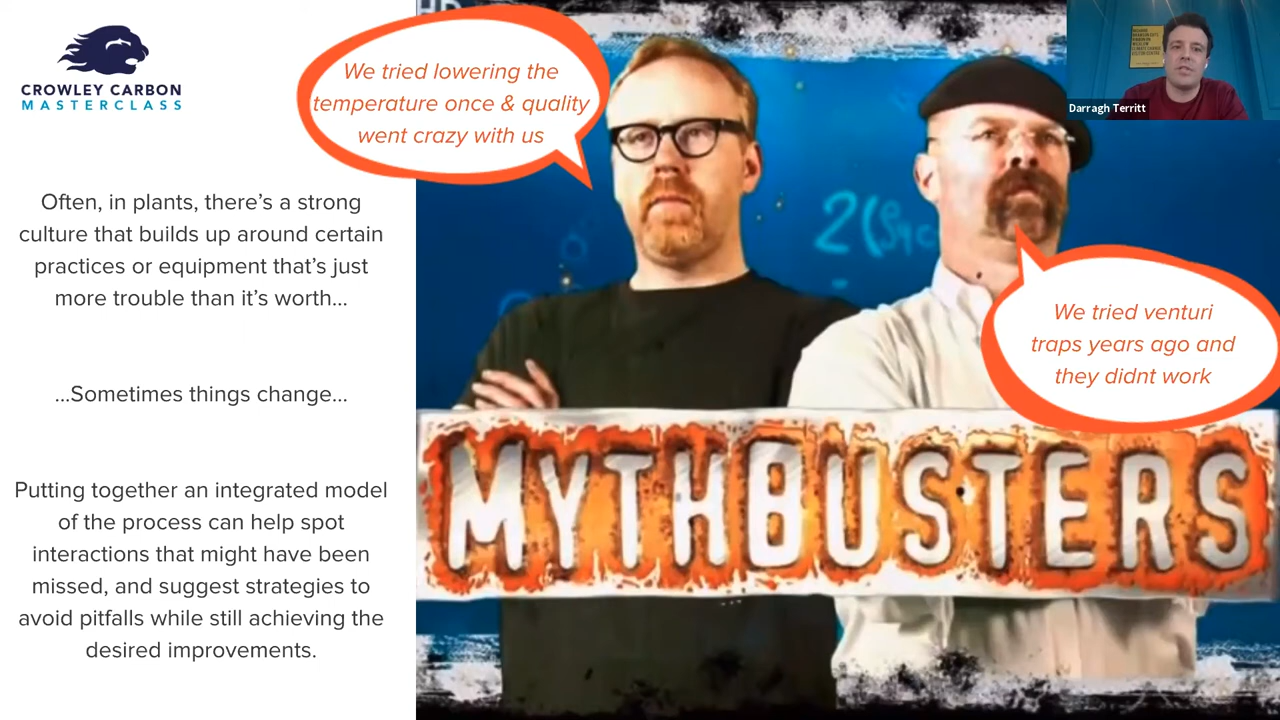 CROWLEY CARBON
MASTERCLASS
Often, in plants, there's a strong
culture that builds up around certain
practices or equipment that's just
more trouble than it's worth...
...Sometimes things change...
Putting together an integrated model
of the process can help spot
interactions that might have been
missed, and suggest strategies to
avoid pitfalls while still achieving the
desired improvements.
HD
We tried lowering the
temperature once & quality
went crazy with us
2(
We tried venturi
traps years ago and
they didnt work
MYTHBUSTERS
Darragh Territt